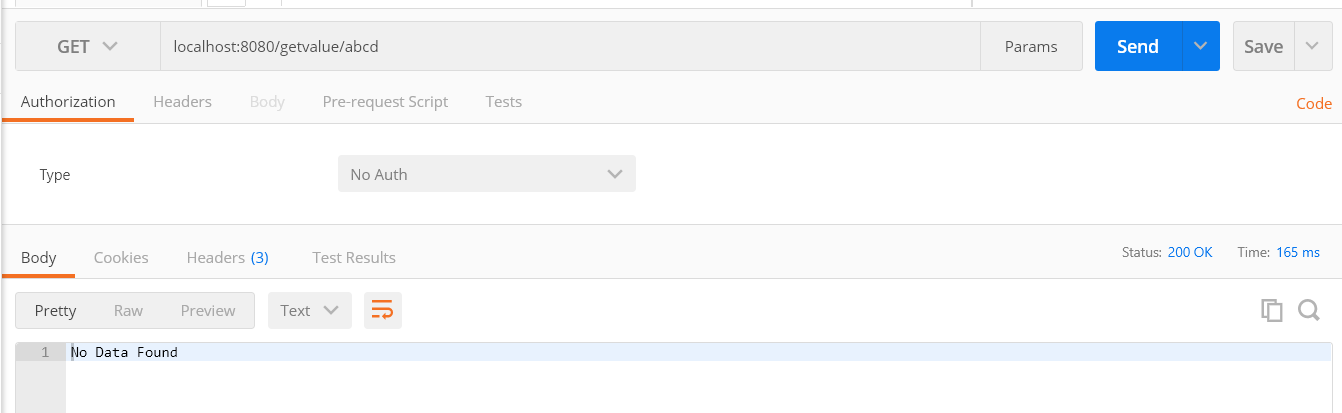 GET localhost:8080/getvalue/abcd Params Send Save
Authorization Headers Body Pre-request Script Tests Code
Type No Auth
Body Cookies Headers (3) Test Results Status: 200 OK Time: 165 ms
Pretty Raw Preview Text
1 No Data Found